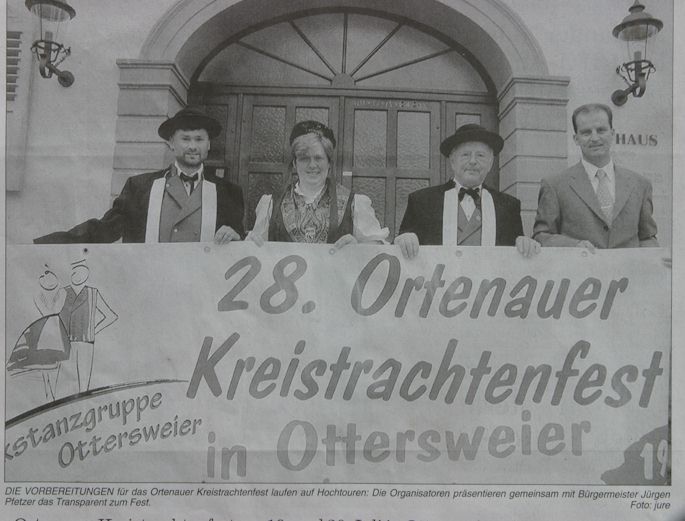 HAUS
28. Ortenauer
Kreistrachtenfest
in Ottersweier
kstanzgruppe
Ottersweier
19
DIE VORBEREITUNGEN für das Ortenauer Kreistrachtenfest laufen auf Hochtouren: Die Organisatoren präsentieren gemeinsam mit Bürgermeister Jürgen
Pfetzer das Transparent zum Fest.
Foto: jure